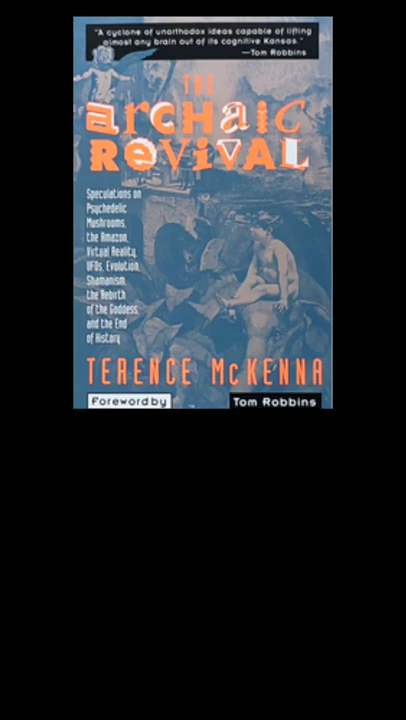 "A cyclone of unorthodox ideas capable of lifting
almost any brain out of its cognitive Kansas."
—Tom Robbins
THE
aRCHaiC
ReViVAL
Speculations on
Psychedelic
Mushrooms,
the Amazon,
Virtual Reality,
UFOs, Evolution,
Shamanism,
the Rebirth
of the Goddess,
and the End
of History
TERENCE McKENNA
Foreword by
Tom Robbins